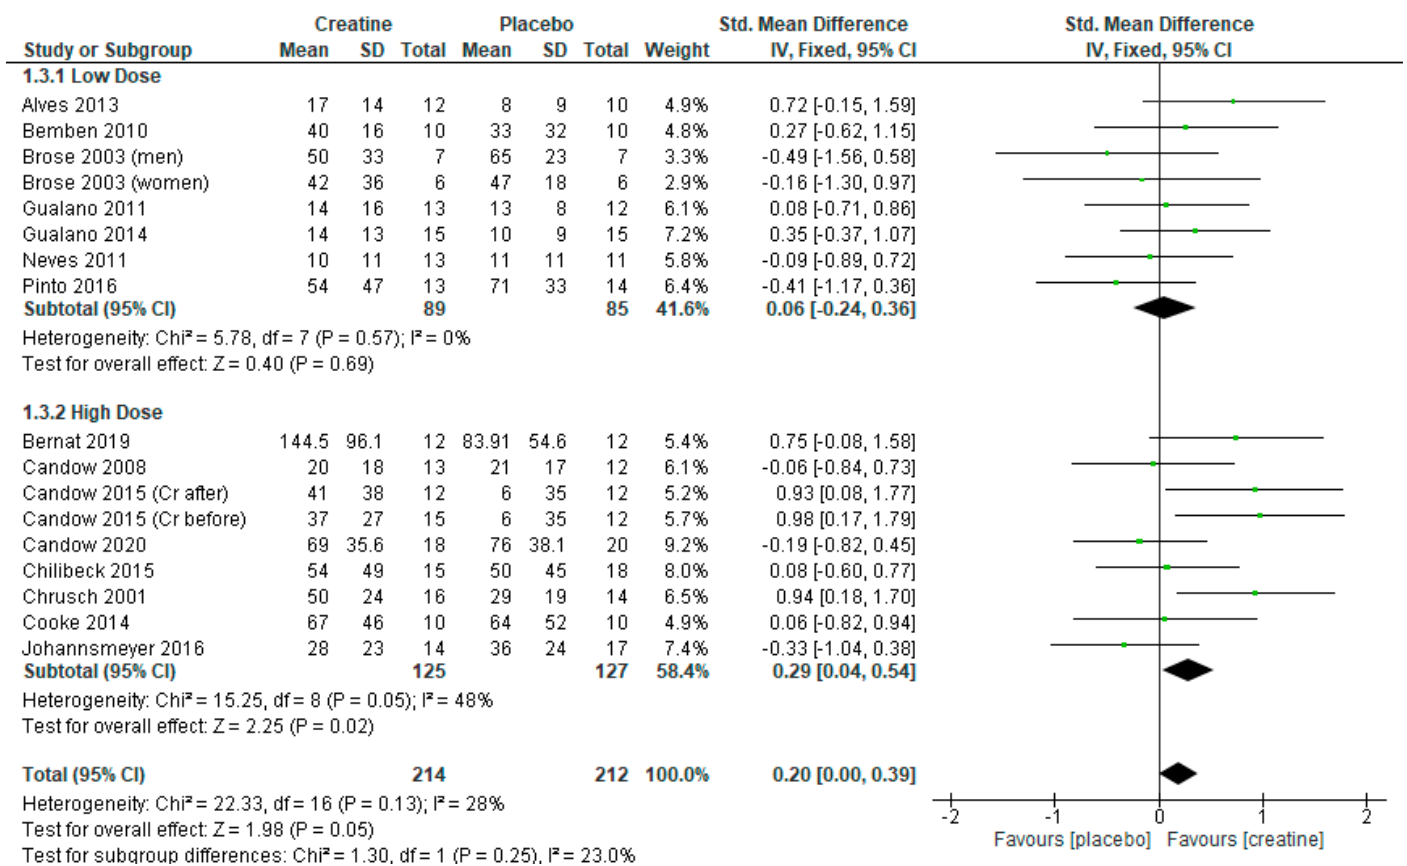 Creatine Placebo Std. Mean Difference Std. Mean Difference
Study or Subgroup Mean SD Total Mean SD Total Weight IV, Fixed, 95% CI IV, Fixed, 95% CI
1.3.1 Low Dose
Alves 2013 17 14 12 8 9 10 4.9% 0.72 [-0.15, 1.59]
Bemben 2010 40 16 10 33 32 10 4.8% 0.27 [-0.62, 1.15]
Brose 2003 (men) 50 33 7 65 23 7 3.3% -0.49 [-1.56, 0.58]
Brose 2003 (women) 42 36 6 47 18 6 2.9% -0.16 [-1.30, 0.97]
Gualano 2011 14 16 13 13 8 12 6.1% 0.08 [-0.71, 0.86]
Gualano 2014 14 13 15 10 9 15 7.2% 0.35 [-0.37, 1.07]
Neves 2011 10 11 13 11 11 11 5.8% -0.09 [-0.89, 0.72]
Pinto 2016 54 47 13 71 33 14 6.4% -0.41 [-1.17, 0.36]
Subtotal (95% CI) 89 85 41.6% 0.06 [-0.24, 0.36]
Heterogeneity: Chi² = 5.78, df = 7 (P = 0.57); I² = 0%
Test for overall effect: Z = 0.40 (P = 0.69)
1.3.2 High Dose
Bernat 2019 144.5 96.1 12 83.91 54.6 12 5.4% 0.75 [-0.08, 1.58]
Candow 2008 20 18 13 21 17 12 6.1% -0.06 [-0.84, 0.73]
Candow 2015 (Cr after) 41 38 12 6 35 12 5.2% 0.93 [0.08, 1.77]
Candow 2015 (Cr before) 37 27 15 6 35 12 5.7% 0.98 [0.17, 1.79]
Candow 2020 69 35.6 18 76 38.1 20 9.2% -0.19 [-0.82, 0.45]
Chilibeck 2015 54 49 15 50 45 18 8.0% 0.08 [-0.60, 0.77]
Chrusch 2001 50 24 16 29 19 14 6.5% 0.94 [0.18, 1.70]
Cooke 2014 67 46 10 64 52 10 4.9% 0.06 [-0.82, 0.94]
Johannsmeyer 2016 28 23 14 36 24 17 7.4% -0.33 [-1.04, 0.38]
Subtotal (95% CI) 125 127 58.4% 0.29 [0.04, 0.54]
Heterogeneity: Chi² = 15.25, df = 8 (P = 0.05); I² = 48%
Test for overall effect: Z = 2.25 (P = 0.02)
Total (95% CI) 214 212 100.0% 0.20 [0.00, 0.39]
Heterogeneity: Chi² = 22.33, df = 16 (P = 0.13); I² = 28%
Test for overall effect: Z = 1.98 (P = 0.05)
Test for subgroup differences: Chi² = 1.30, df = 1 (P = 0.25), I² = 23.0%
-2 -1 0 1 2
Favours [placebo] Favours [creatine]